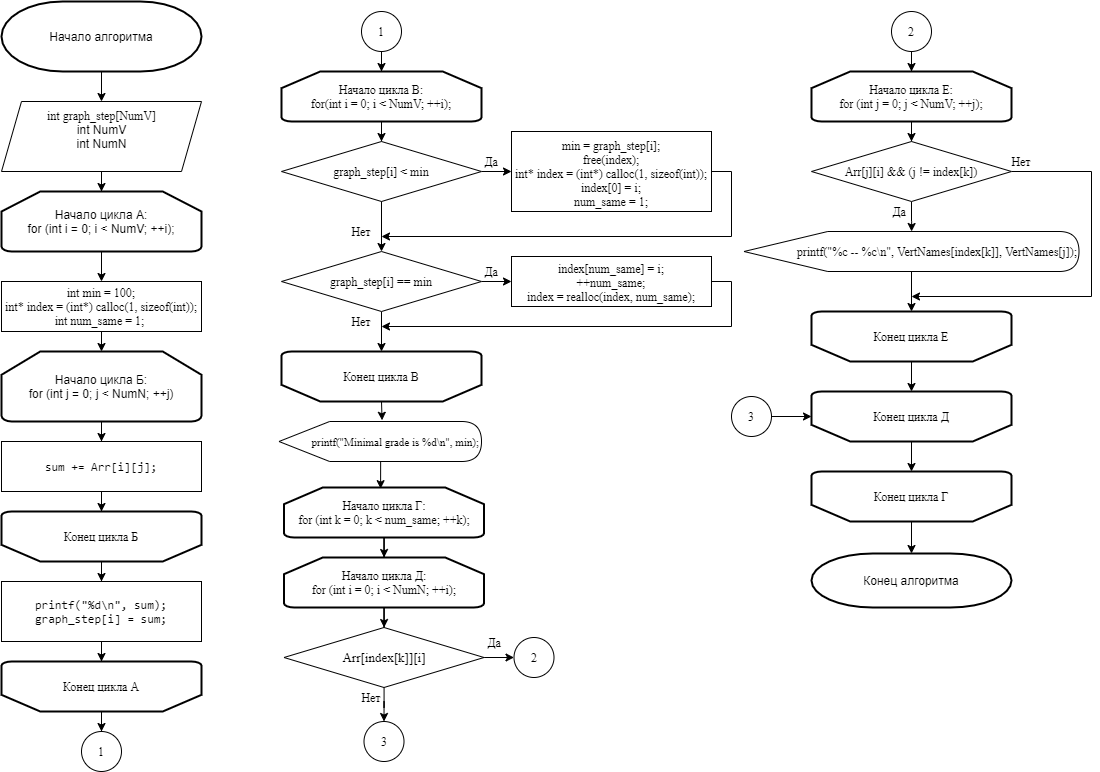 Начало алгоритма
int graph_step[NumV]
int NumV
int NumN
Начало цикла А:
for (int i = 0; i < NumV; ++i);
int min = 100;
int* index = (int*) calloc(1, sizeof(int));
int num_same = 1;
Начало цикла Б:
for (int j = 0; j < NumN; ++j)
sum += Arr[i][j];
Конец цикла Б
printf("%d\n", sum);
graph_step[i] = sum;
Конец цикла А
1
1
Начало цикла В:
for(int i = 0; i < NumV; ++i);
graph_step[i] < min
Да
min = graph_step[i];
free(index);
int* index = (int*) calloc(1, sizeof(int));
index[0] = i;
num_same = 1;
Нет
graph_step[i] == min
Да
index[num_same] = i;
++num_same;
index = realloc(index, num_same);
Нет
Конец цикла В
printf("Minimal grade is %d\n", min);
Начало цикла Г:
for (int k = 0; k < num_same; ++k);
Начало цикла Д:
for (int i = 0; i < NumN; ++i);
Arr[index[k]][i]
Да
2
Нет
3
2
Начало цикла Е:
for (int j = 0; j < NumV; ++j);
Arr[j][i] && (j != index[k])
Нет
Да
printf("%c -- %c\n", VertNames[index[k]], VertNames[j]);
Конец цикла Е
3
Конец цикла Д
Конец цикла Г
Конец алгоритма